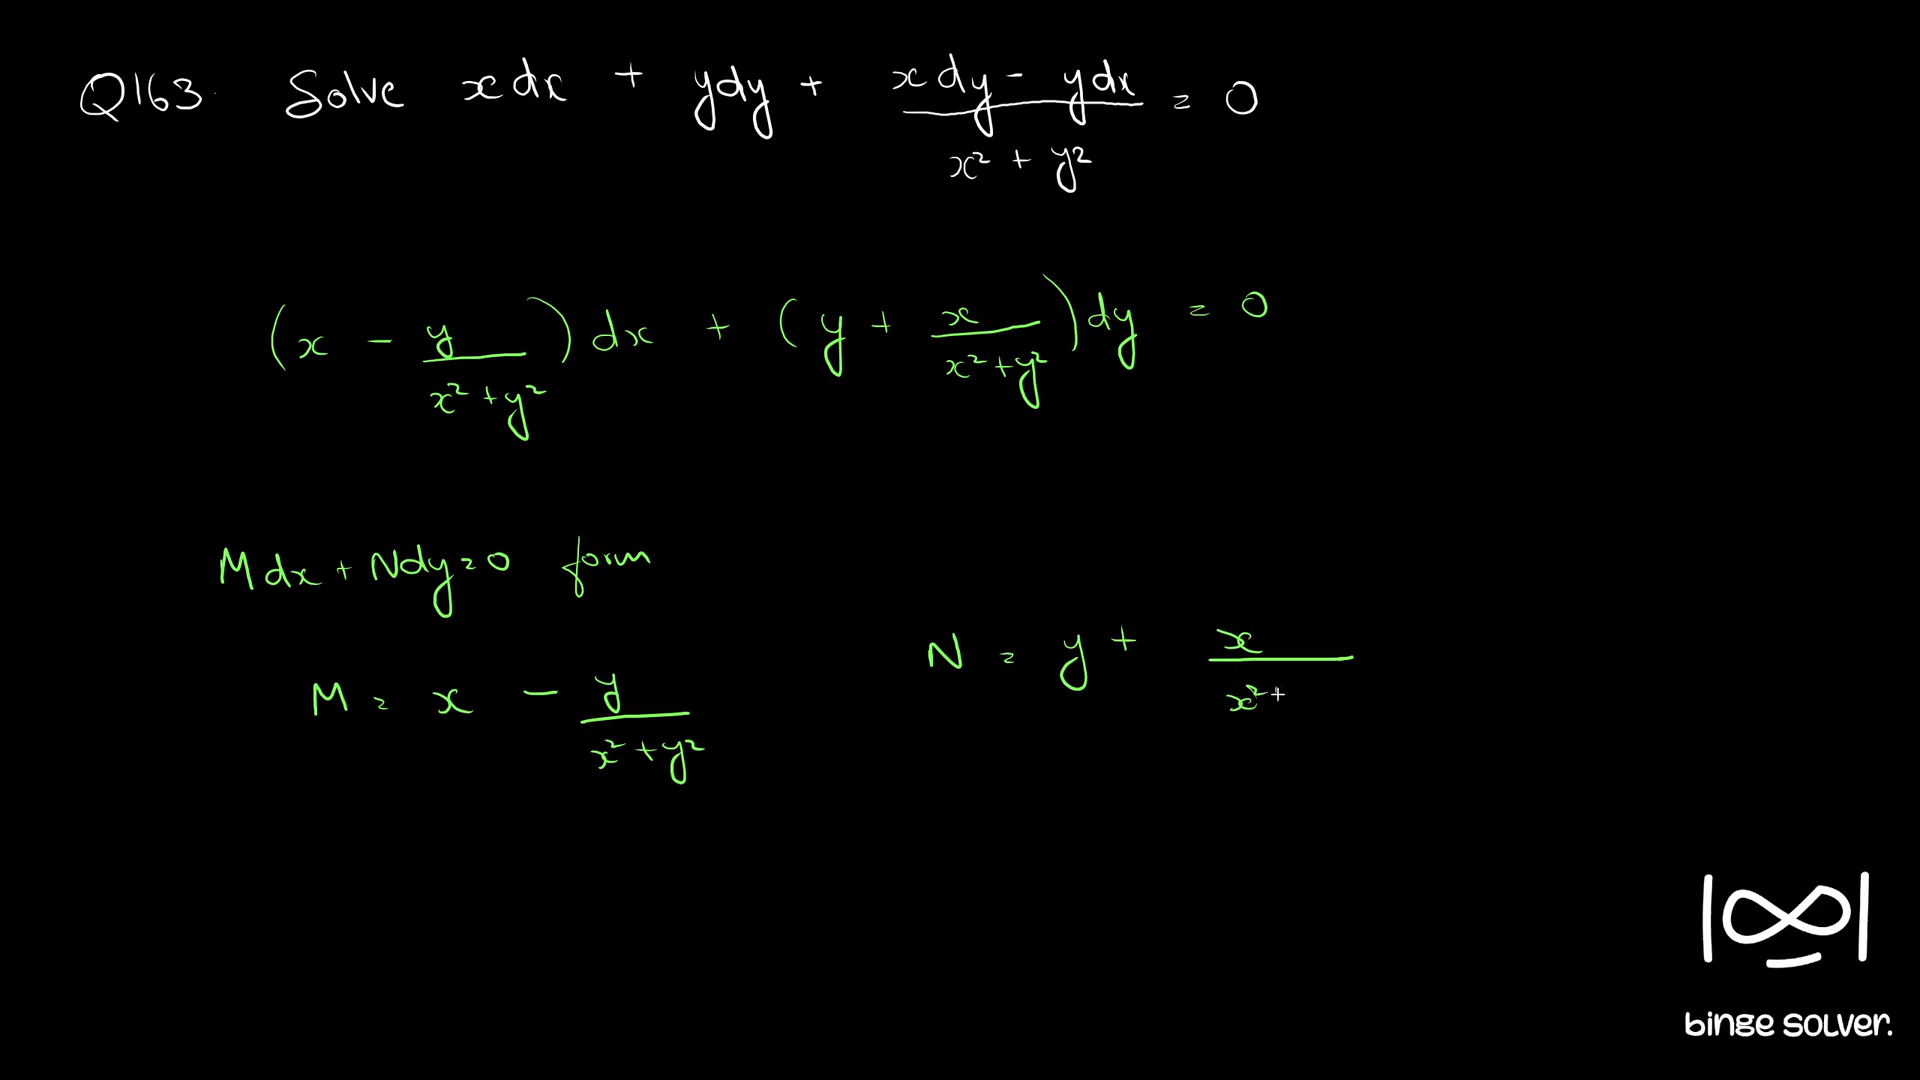 Q163. Solve xdx + ydy + (xdy - ydx)/(x² + y²) = 0
(x - y/(x² + y²)) dx + (y + x/(x² + y²)) dy = 0
Mdx + Ndy = 0 form
M = x - y/(x² + y²)
N = y + x/(x² +
binge solver.